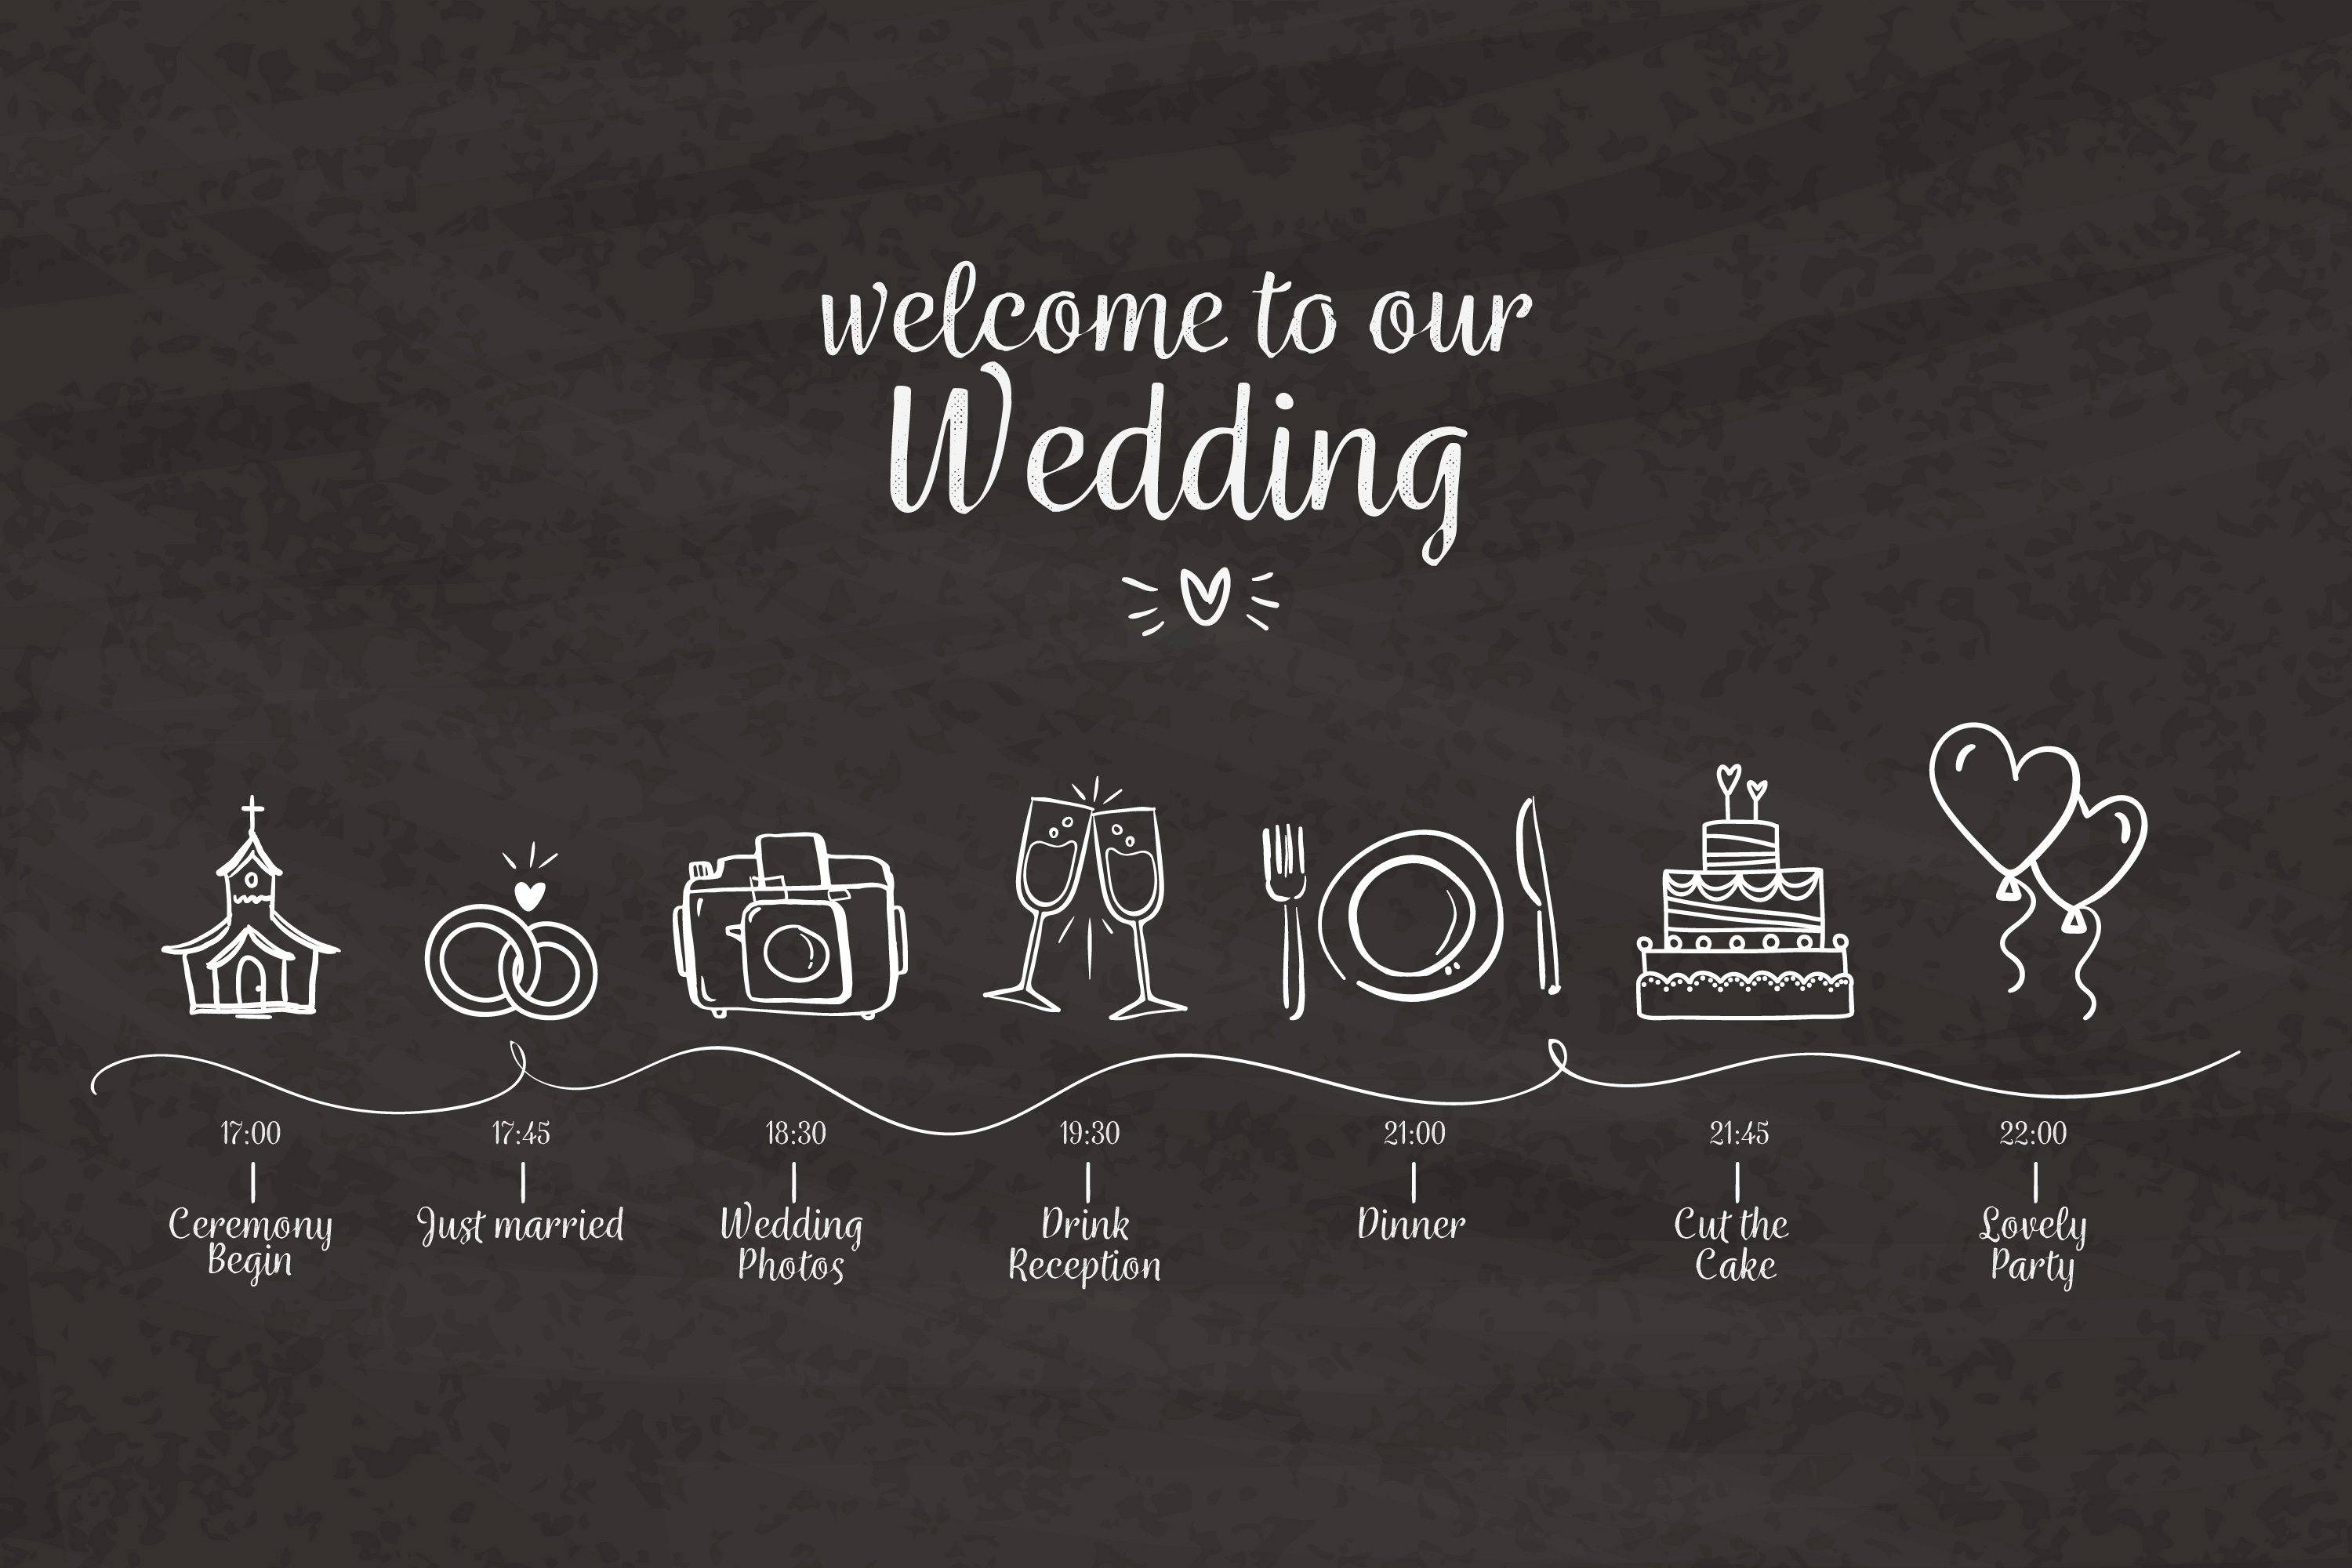 welcome to our
Wedding
17:00
Ceremony
Begin
17:45
Just married
18:30
Wedding
Photos
19:30
Drink
Reception
21:00
Dinner
21:45
Cut the
Cake
22:00
Lovely
Party